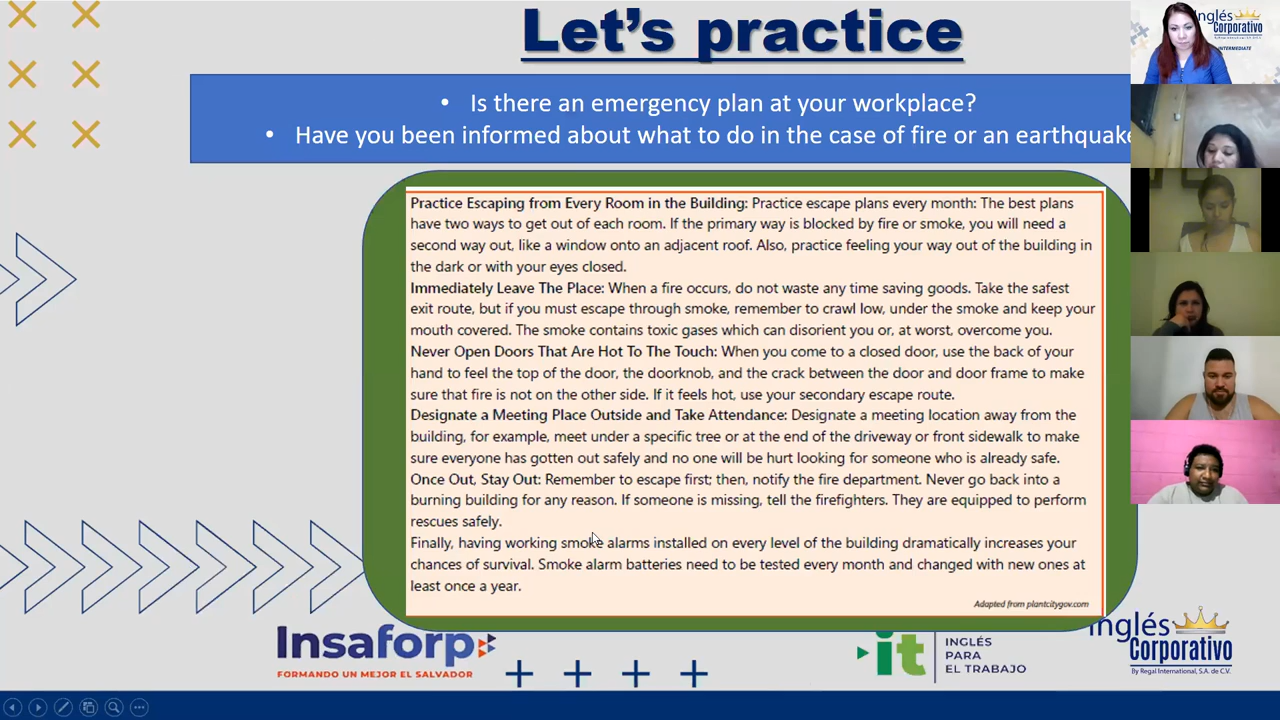 Let's practice
• Is there an emergency plan at your workplace?
• Have you been informed about what to do in the case of fire or an earthquake
Practice Escaping from Every Room in the Building: Practice escape plans every month: The best plans
have two ways to get out of each room. If the primary way is blocked by fire or smoke, you will need a
second way out, like a window onto an adjacent roof. Also, practice feeling your way out of the building in
the dark or with your eyes closed.
Immediately Leave The Place: When a fire occurs, do not waste any time saving goods. Take the safest
exit route, but if you must escape through smoke, remember to crawl low, under the smoke and keep your
mouth covered. The smoke contains toxic gases which can disorient you or, at worst, overcome you.
Never Open Doors That Are Hot To The Touch: When you come to a closed door, use the back of your
hand to feel the top of the door, the doorknob, and the crack between the door and door frame to make
sure that fire is not on the other side. If it feels hot, use your secondary escape route.
Designate a Meeting Place Outside and Take Attendance: Designate a meeting location away from the
building, for example, meet under a specific tree or at the end of the driveway or front sidewalk to make
sure everyone has gotten out safely and no one will be hurt looking for someone who is already safe.
Once Out, Stay Out: Remember to escape first; then, notify the fire department. Never go back into a
burning building for any reason. If someone is missing, tell the firefighters. They are equipped to perform
rescues safely.
Finally, having working smoke alarms installed on every level of the building dramatically increases your
chances of survival. Smoke alarm batteries need to be tested every month and changed with new ones at
least once a year.
Adapted from plantcitygov.com
Insaforp
FORMANDO UN MEJOR EL SALVADOR
it
INGLÉS
PARA
EL TRABAJO
Inglés
Corporativo
By Regal International, S.A. de C.V.
Inglés
Corporativo
INTERMEDIATE